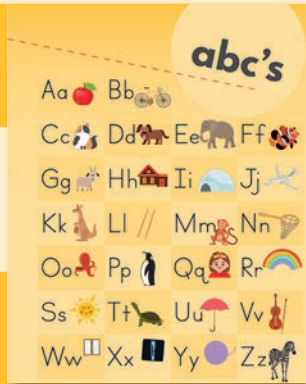 abc's
Aa Bb
Cc Dd Ee Ff
Gg Hh Ii Jj
Kk Ll Mm Nn
Oo Pp Qq Rr
Ss Tt Uu Vv
Ww Xx Yy Zz